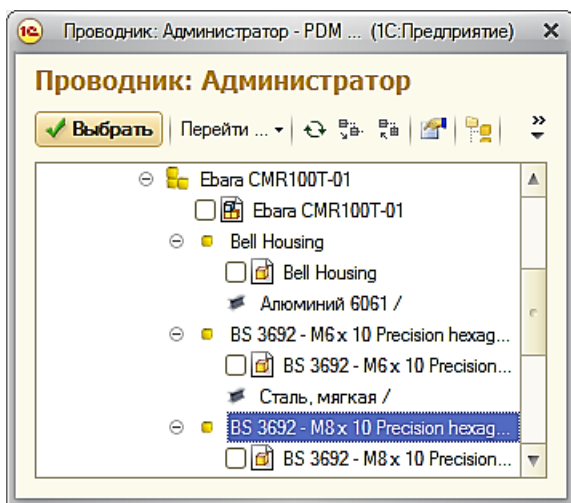 Проводник: Администратор - PDM ... (1С:Предприятие)
Проводник: Администратор
Выбрать Перейти ...
Ebara CMR100T-01
Ebara CMR100T-01
Bell Housing
Bell Housing
Алюминий 6061 /
BS 3692 - M6 x 10 Precision hexag...
BS 3692 - M6 x 10 Precision...
Сталь, мягкая /
BS 3692 - M8 x 10 Precision hexag...
BS 3692 - M8 x 10 Precision...